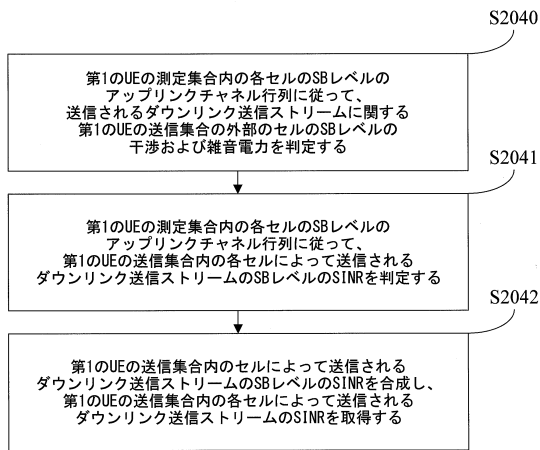 S2040
第1のUEの測定集合内の各セルのSBレベルの
アップリンクチャネル行列に従って、
送信されるダウンリンク送信ストリームに関する
第1のUEの送信集合の外部のセルのSBレベルの
干渉および雑音電力を判定する
S2041
第1のUEの測定集合内の各セルのSBレベルの
アップリンクチャネル行列に従って、
第1のUEの送信集合内の各セルによって送信される
ダウンリンク送信ストリームのSBレベルのSINRを判定する
S2042
第1のUEの送信集合内のセルによって送信される
ダウンリンク送信ストリームのSBレベルのSINRを合成し、
第1のUEの送信集合内の各セルによって送信される
ダウンリンク送信ストリームのSINRを取得する